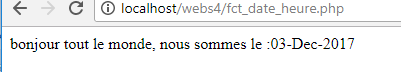 localhost/webs4/fct_date_heure.php
bonjour tout le monde, nous sommes le :03-Dec-2017